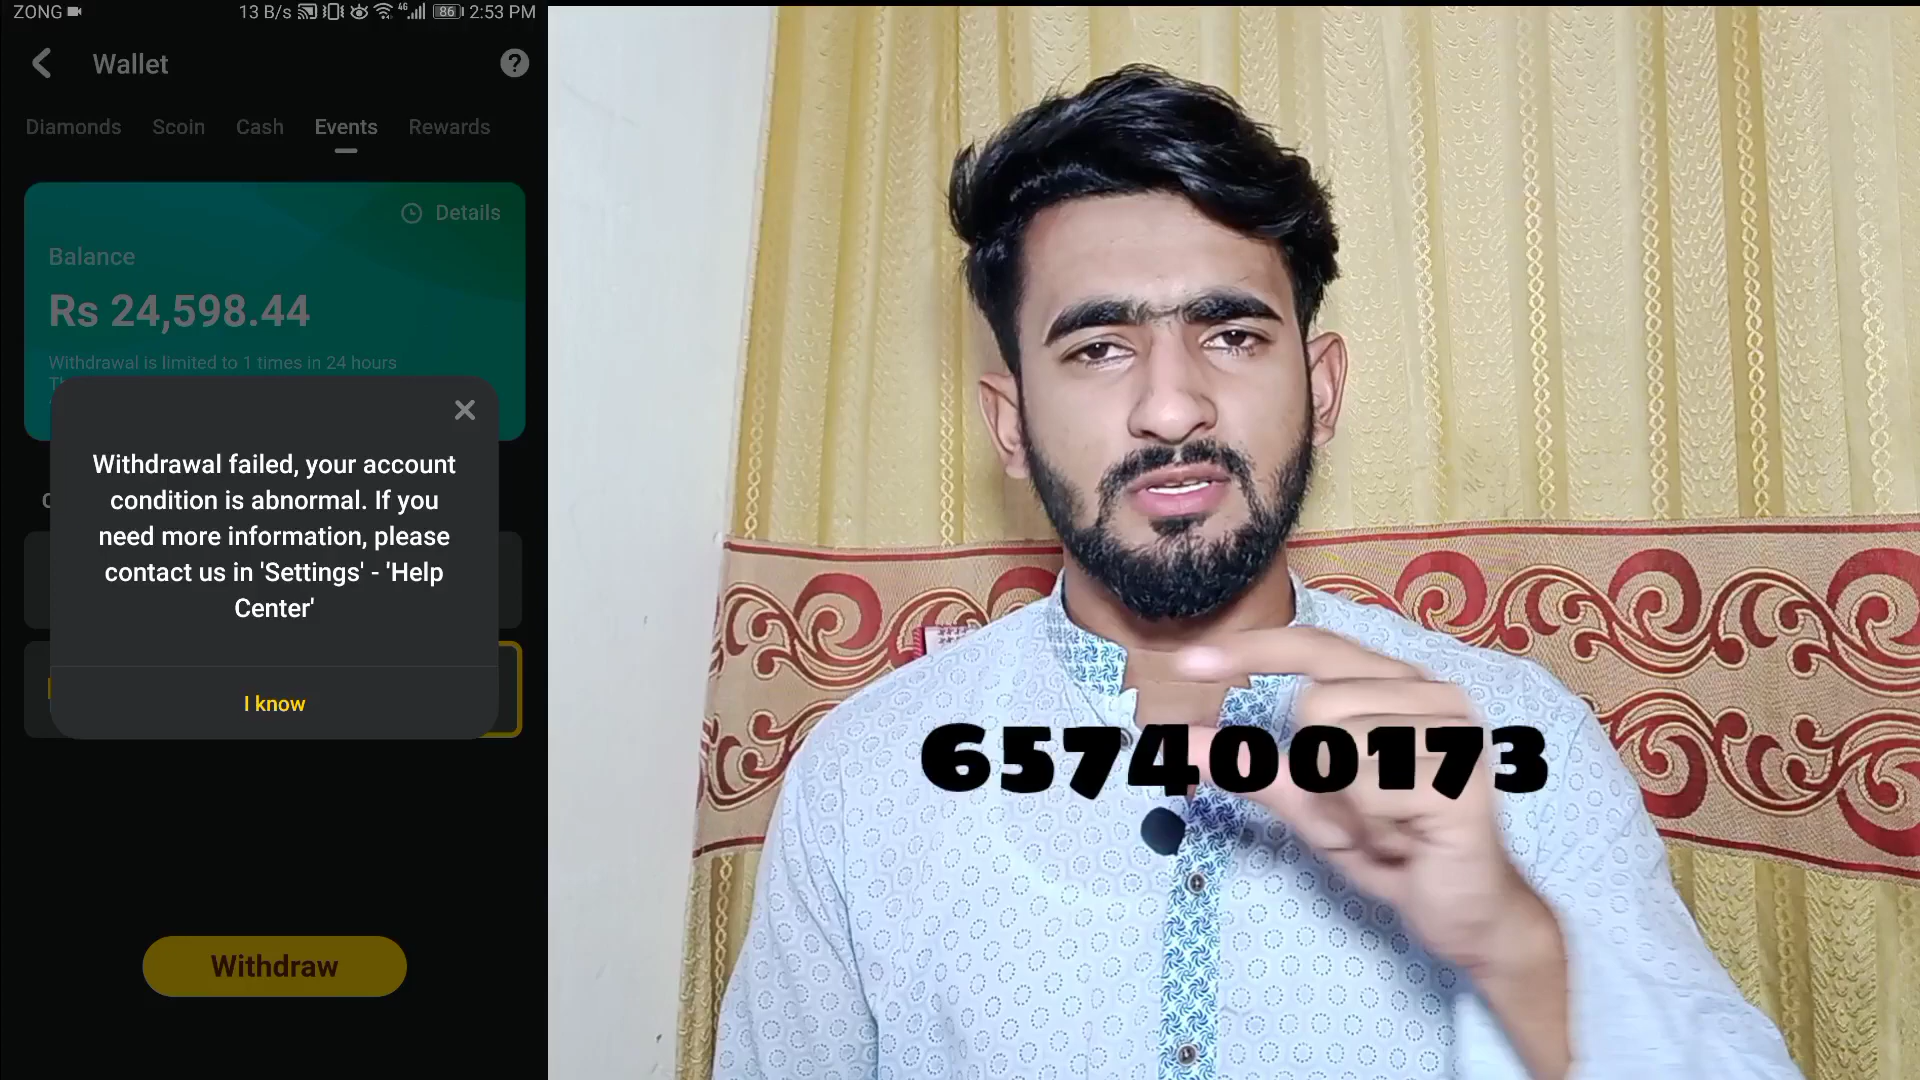 ZONG 13 B/s 4G 86 2:53 PM
Wallet ?
Diamonds Scoin Cash Events Rewards
Details
Balance
Rs 24,598.44
Withdrawal is limited to 1 times in 24 hours
Withdrawal failed, your account
condition is abnormal. If you
need more information, please
contact us in 'Settings' - 'Help
Center'
I know
Withdraw
657400173